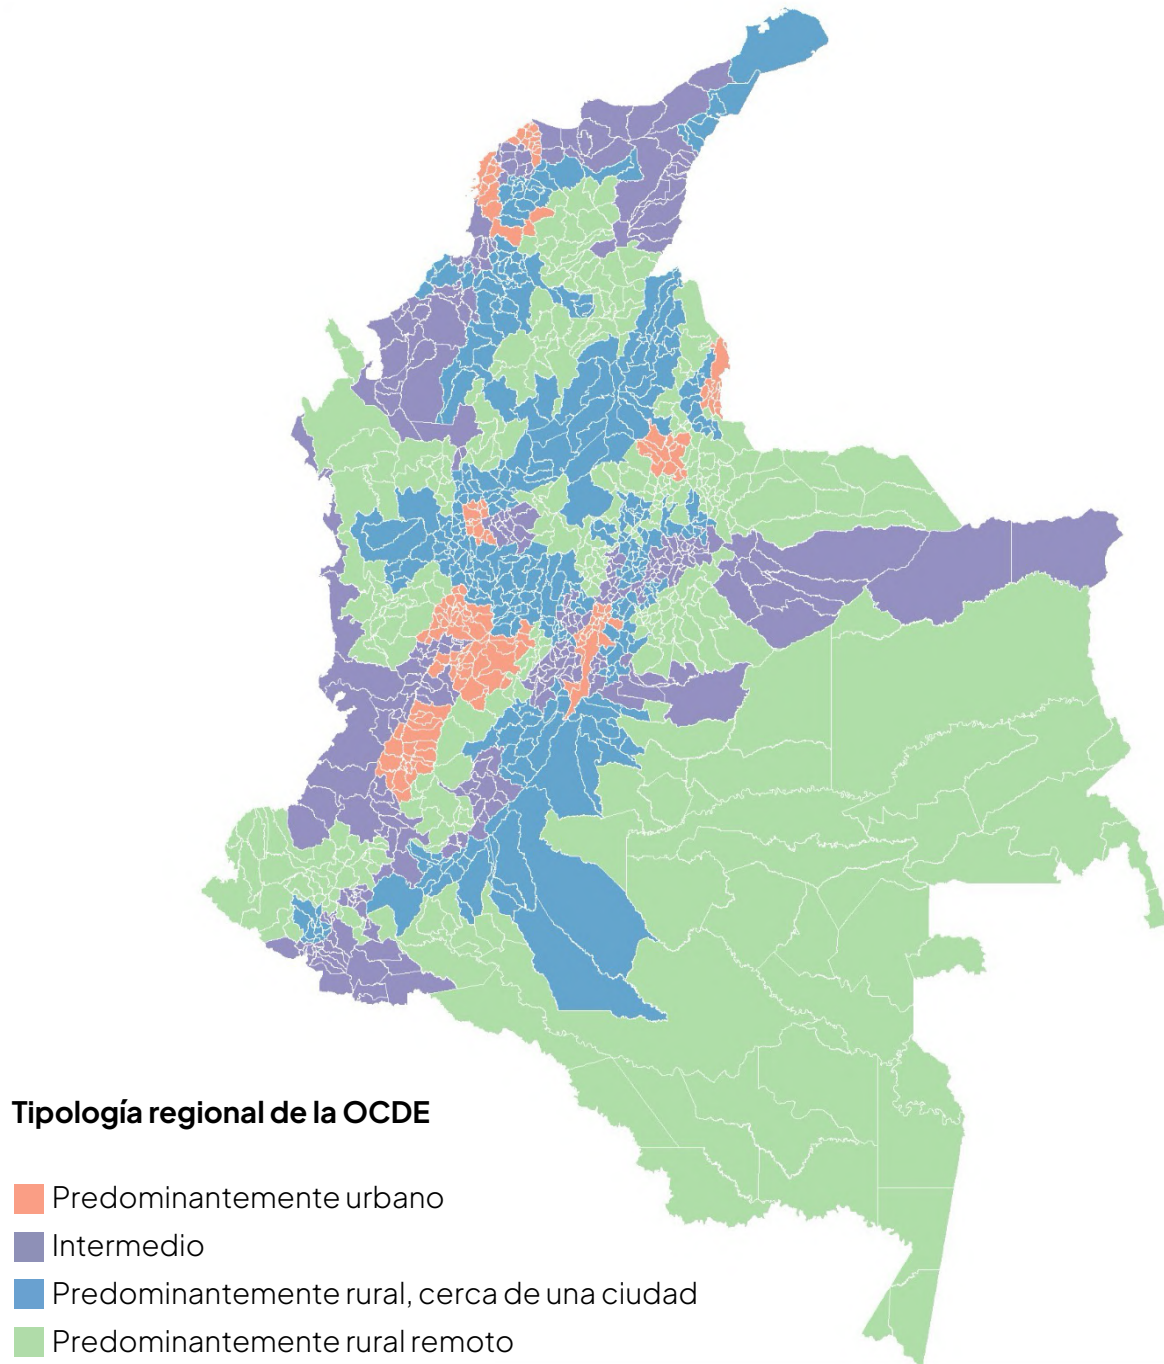 Tipología regional de la OCDE
Predominantemente urbano
Intermedio
Predominantemente rural, cerca de una ciudad
Predominantemente rural remoto